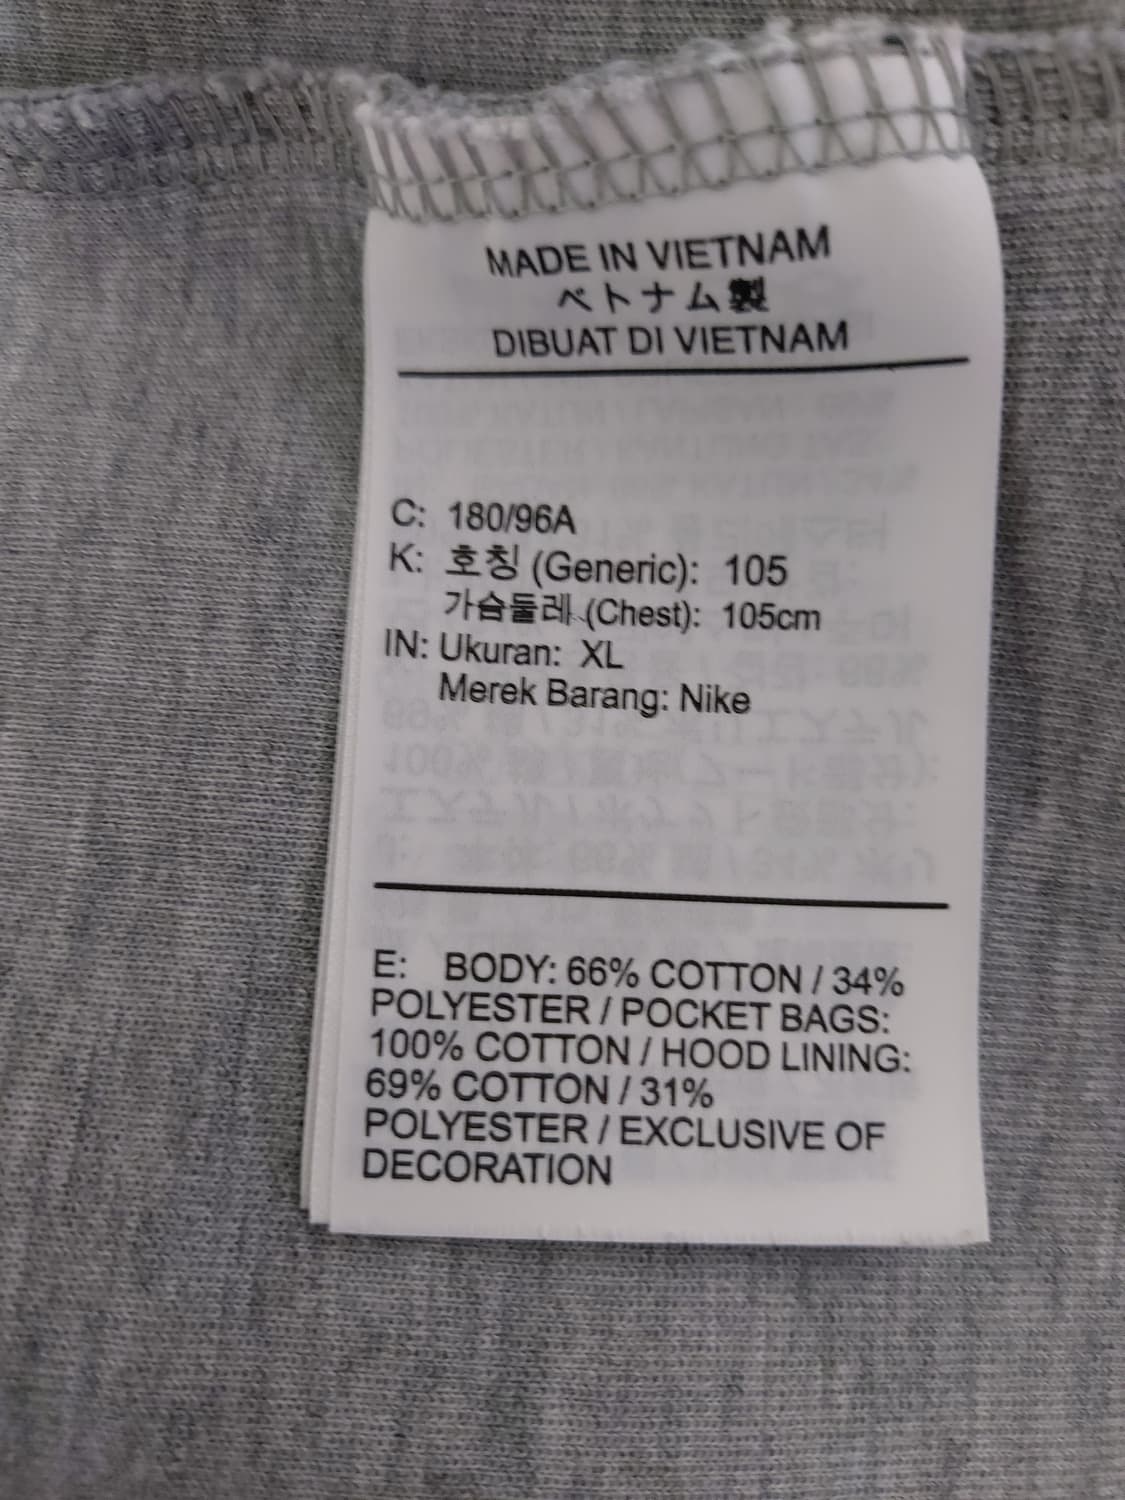 MADE IN VIETNAM
ベトナム製
DIBUAT DI VIETNAM
C: 180/96A
K: 호칭 (Generic): 105
가슴둘레 (Chest): 105cm
IN: Ukuran: XL
Merek Barang: Nike
E: BODY: 66% COTTON / 34%
POLYESTER / POCKET BAGS:
100% COTTON / HOOD LINING:
69% COTTON / 31%
POLYESTER / EXCLUSIVE OF
DECORATION